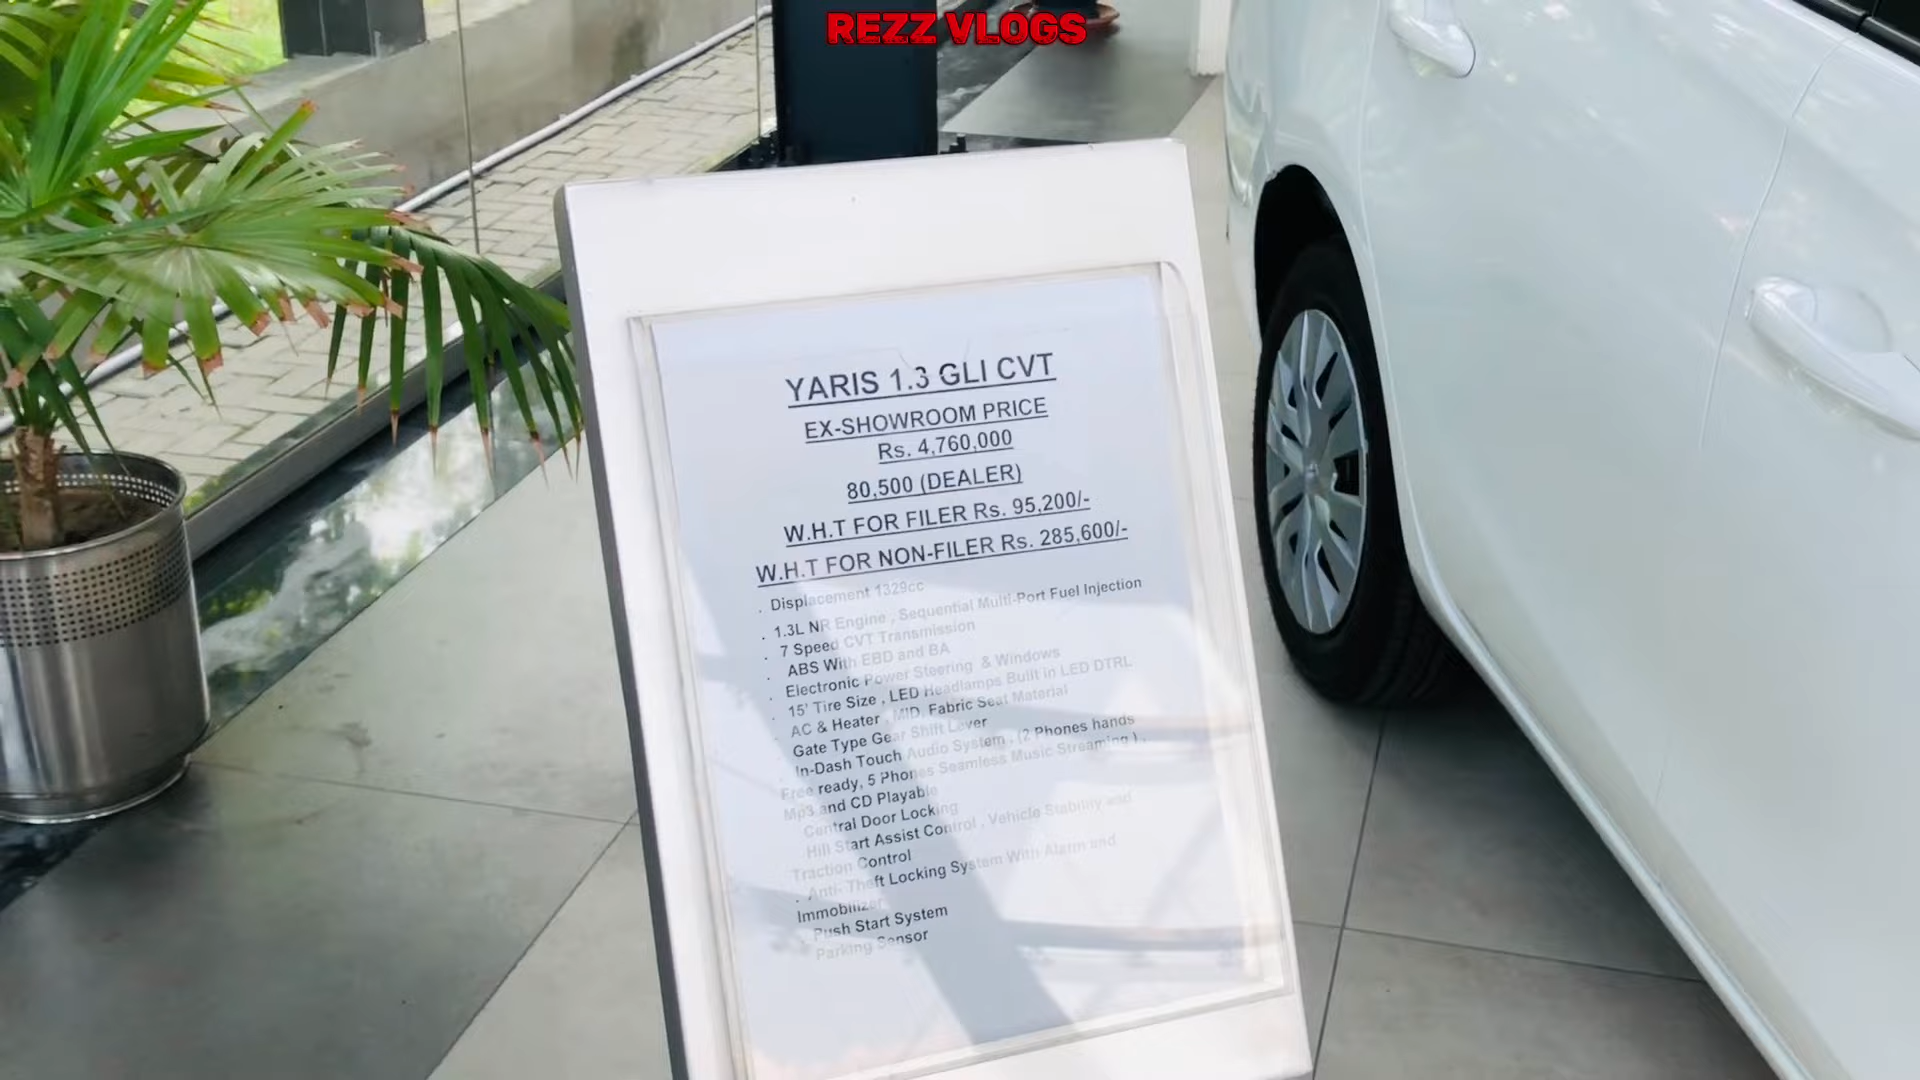 REZZ VLOGS
YARIS 1.3 GLI CVT
EX-SHOWROOM PRICE
Rs. 4,760,000
80,500 (DEALER)
W.H.T FOR FILER Rs. 95,200/-
W.H.T FOR NON-FILER Rs. 285,600/-
. Displacement 1329cc
. 1.3L NR Engine , Sequential Multi-Port Fuel Injection
. 7 Speed CVT Transmission
. ABS With EBD and BA
. Electronic Power Steering & Windows
. 15' Tire Size , LED Headlamps Built in LED DTRL
. AC & Heater , MID, Fabric Seat Material
. Gate Type Gear Shift Lever
. In-Dash Touch Audio System , (2 Phones hands
Free ready, 5 Phones Seamless Music Streaming ) ,
Mp3 and CD Playable
. Central Door Locking
. Hill Start Assist Control , Vehicle Stability and
Traction Control
. Anti- Theft Locking System With Alarm and
Immobilizer
. Push Start System
. Parking Sensor